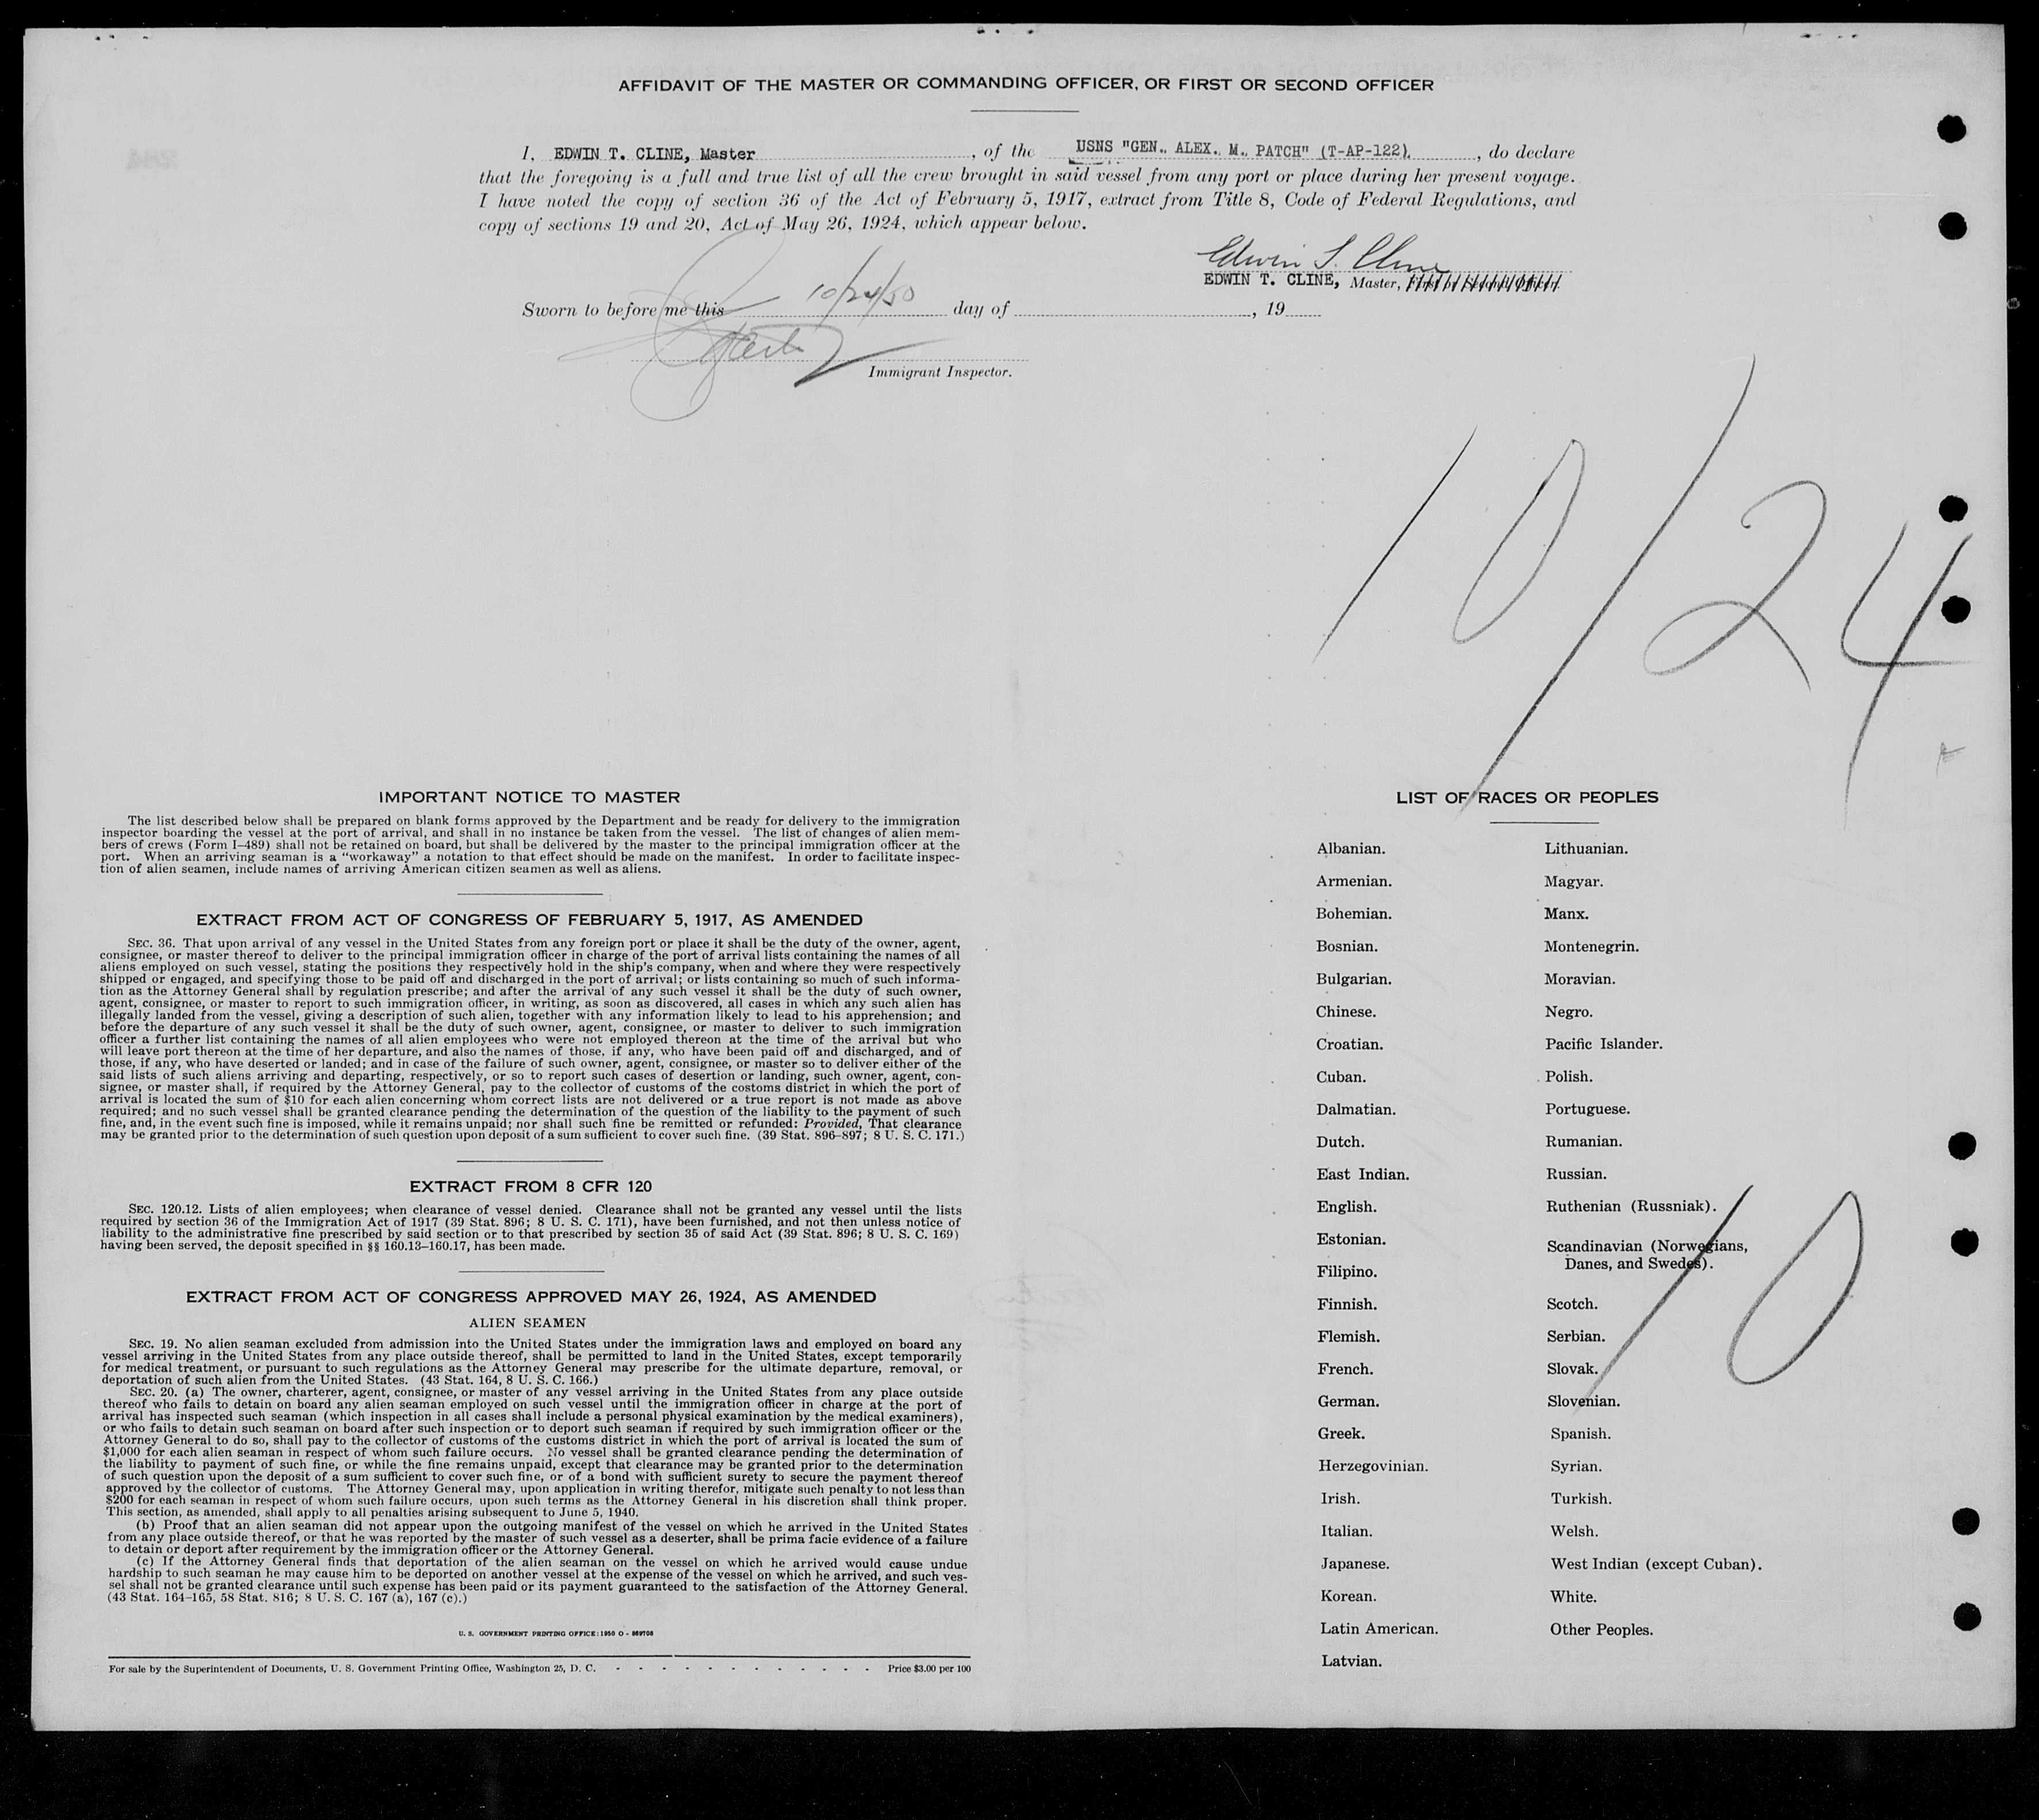 AFFIDAVIT OF THE MASTER OR COMMANDING OFFICER, OR FIRST OR SECOND OFFICER
I, EDWIN T. CLINE, Master, of the USNS "GEN. ALEX. M. PATCH" (T-AP-122), do declare
that the foregoing is a full and true list of all the crew brought in said vessel from any port or place during her present voyage.
I have noted the copy of section 36 of the Act of February 5, 1917, extract from Title 8, Code of Federal Regulations, and
copy of sections 19 and 20, Act of May 26, 1924, which appear below.
Edwin T. Cline
EDWIN T. CLINE, Master, First or Second Officer.
Sworn to before me this 10/24/50 day of , 19
Immigrant Inspector.
10/24
IMPORTANT NOTICE TO MASTER
The list described below shall be prepared on blank forms approved by the Department and be ready for delivery to the immigration
inspector boarding the vessel at the port of arrival, and shall in no instance be taken from the vessel. The list of changes of alien mem-
bers of crews (Form I–489) shall not be retained on board, but shall be delivered by the master to the principal immigration officer at the
port. When an arriving seaman is a "workaway" a notation to that effect should be made on the manifest. In order to facilitate inspec-
tion of alien seamen, include names of arriving American citizen seamen as well as aliens.
EXTRACT FROM ACT OF CONGRESS OF FEBRUARY 5, 1917, AS AMENDED
SEC. 36. That upon arrival of any vessel in the United States from any foreign port or place it shall be the duty of the owner, agent,
consignee, or master thereof to deliver to the principal immigration officer in charge of the port of arrival lists containing the names of all
aliens employed on such vessel, stating the positions they respectively hold in the ship's company, when and where they were respectively
shipped or engaged, and specifying those to be paid off and discharged in the port of arrival; or lists containing so much of such informa-
tion as the Attorney General shall by regulation prescribe; and after the arrival of any such vessel it shall be the duty of such owner,
agent, consignee, or master to report to such immigration officer, in writing, as soon as discovered, all cases in which any such alien has
illegally landed from the vessel, giving a description of such alien, together with any information likely to lead to his apprehension; and
before the departure of any such vessel it shall be the duty of such owner, agent, consignee, or master to deliver to such immigration
officer a further list containing the names of all alien employees who were not employed thereon at the time of the arrival but who
will leave port thereon at the time of her departure, and also the names of those, if any, who have been paid off and discharged, and of
those, if any, who have deserted or landed; and in case of the failure of such owner, agent, consignee, or master so to deliver either of the
said lists of such aliens arriving and departing, respectively, or so to report such cases of desertion or landing, such owner, agent, con-
signee, or master shall, if required by the Attorney General, pay to the collector of customs of the costoms district in which the port of
arrival is located the sum of $10 for each alien concerning whom correct lists are not delivered or a true report is not made as above
required; and no such vessel shall be granted clearance pending the determination of the question of the liability to the payment of such
fine, and, in the event such fine is imposed, while it remains unpaid; nor shall such fine be remitted or refunded: Provided, That clearance
may be granted prior to the determination of such question upon deposit of a sum sufficient to cover such fine. (39 Stat. 896–897; 8 U. S. C. 171.)
EXTRACT FROM 8 CFR 120
SEC. 120.12. Lists of alien employees; when clearance of vessel denied. Clearance shall not be granted any vessel until the lists
required by section 36 of the Immigration Act of 1917 (39 Stat. 896; 8 U. S. C. 171), have been furnished, and not then unless notice of
liability to the administrative fine prescribed by said section or to that prescribed by section 35 of said Act (39 Stat. 896; 8 U. S. C. 169)
having been served, the deposit specified in §§ 160.13–160.17, has been made.
EXTRACT FROM ACT OF CONGRESS APPROVED MAY 26, 1924, AS AMENDED
ALIEN SEAMEN
SEC. 19. No alien seaman excluded from admission into the United States under the immigration laws and employed on board any
vessel arriving in the United States from any place outside thereof, shall be permitted to land in the United States, except temporarily
for medical treatment, or pursuant to such regulations as the Attorney General may prescribe for the ultimate departure, removal, or
deportation of such alien from the United States. (43 Stat. 164, 8 U. S. C. 166.)
SEC. 20. (a) The owner, charterer, agent, consignee, or master of any vessel arriving in the United States from any place outside
thereof who fails to detain on board any alien seaman employed on such vessel until the immigration officer in charge at the port of
arrival has inspected such seaman (which inspection in all cases shall include a personal physical examination by the medical examiners),
or who fails to detain such seaman on board after such inspection or to deport such seaman if required by such immigration officer or the
Attorney General to do so, shall pay to the collector of customs of the customs district in which the port of arrival is located the sum of
$1,000 for each alien seaman in respect of whom such failure occurs. No vessel shall be granted clearance pending the determination of
the liability to payment of such fine, or while the fine remains unpaid, except that clearance may be granted prior to the determination
of such question upon the deposit of a sum sufficient to cover such fine, or of a bond with sufficient surety to secure the payment thereof
approved by the collector of customs. The Attorney General may, upon application in writing therefor, mitigate such penalty to not less than
$200 for each seaman in respect of whom such failure occurs, upon such terms as the Attorney General in his discretion shall think proper.
This section, as amended, shall apply to all penalties arising subsequent to June 5, 1940.
(b) Proof that an alien seaman did not appear upon the outgoing manifest of the vessel on which he arrived in the United States
from any place outside thereof, or that he was reported by the master of such vessel as a deserter, shall be prima facie evidence of a failure
to detain or deport after requirement by the immigration officer or the Attorney General.
(c) If the Attorney General finds that deportation of the alien seaman on the vessel on which he arrived would cause undue
hardship to such seaman he may cause him to be deported on another vessel at the expense of the vessel on which he arrived, and such ves-
sel shall not be granted clearance until such expense has been paid or its payment guaranteed to the satisfaction of the Attorney General.
(43 Stat. 164–165, 58 Stat. 816; 8 U. S. C. 167 (a), 167 (c).)
U. S. GOVERNMENT PRINTING OFFICE: 1950 O - 869706
For sale by the Superintendent of Documents, U. S. Government Printing Office, Washington 25, D. C. - - - - - - - - - - - - Price $3.00 per 100
LIST OF RACES OR PEOPLES
Albanian.
Armenian.
Bohemian.
Bosnian.
Bulgarian.
Chinese.
Croatian.
Cuban.
Dalmatian.
Dutch.
East Indian.
English.
Estonian.
Filipino.
Finnish.
Flemish.
French.
German.
Greek.
Herzegovinian.
Irish.
Italian.
Japanese.
Korean.
Latin American.
Latvian.
Lithuanian.
Magyar.
Manx.
Montenegrin.
Moravian.
Negro.
Pacific Islander.
Polish.
Portuguese.
Rumanian.
Russian.
Ruthenian (Russniak).
Scandinavian (Norwegians,
Danes, and Swedes).
Scotch.
Serbian.
Slovak.
Slovenian.
Spanish.
Syrian.
Turkish.
Welsh.
West Indian (except Cuban).
White.
Other Peoples.
10